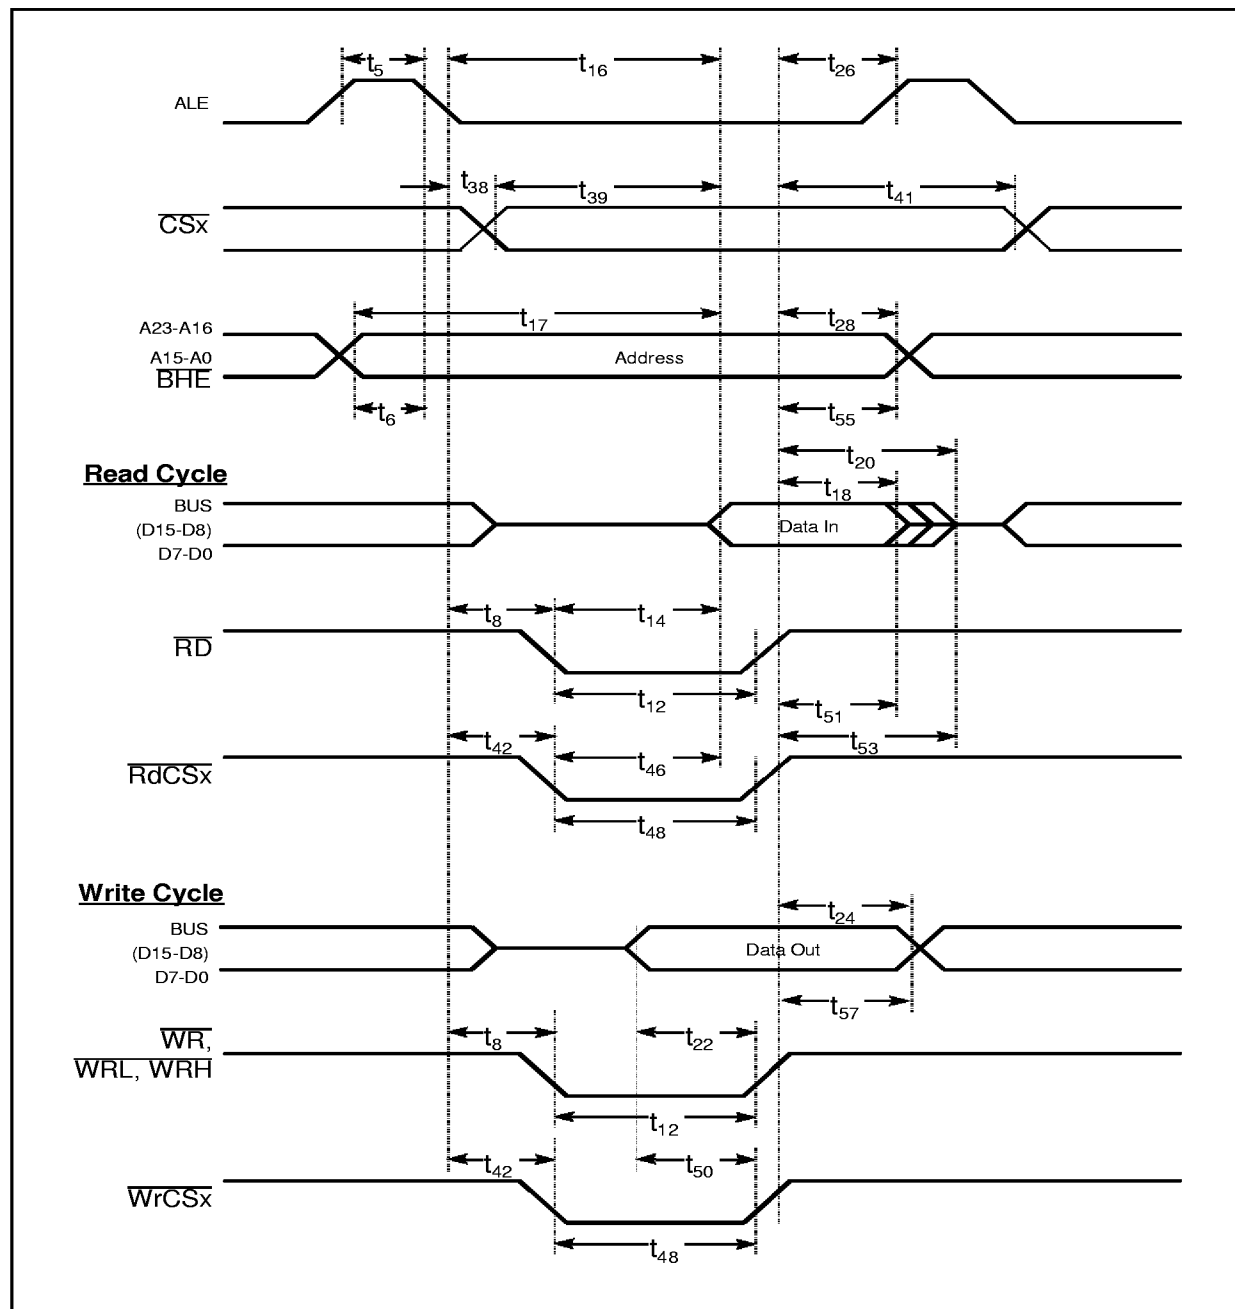 t5 t16 t26
ALE
t38 t39 t41
CSx
t17 t28
A23-A16
A15-A0
BHE
Address
t6 t55
t20
Read Cycle
t18
BUS
(D15-D8)
D7-D0
Data In
t8 t14
RD
t12 t51
t42 t46 t53
RdCSx
t48
Write Cycle
t24
BUS
(D15-D8)
D7-D0
Data Out
t57
t8 t22
WR,
WRL, WRH
t12
t42 t50
WrCSx
t48